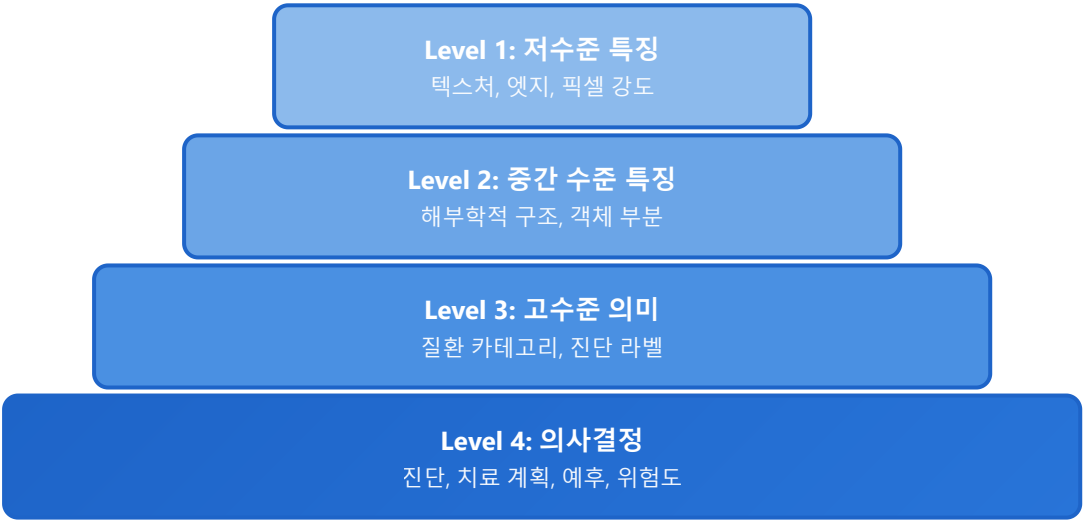 Level 1: 저수준 특징
텍스처, 엣지, 픽셀 강도
Level 2: 중간 수준 특징
해부학적 구조, 객체 부분
Level 3: 고수준 의미
질환 카테고리, 진단 라벨
Level 4: 의사결정
진단, 치료 계획, 예후, 위험도